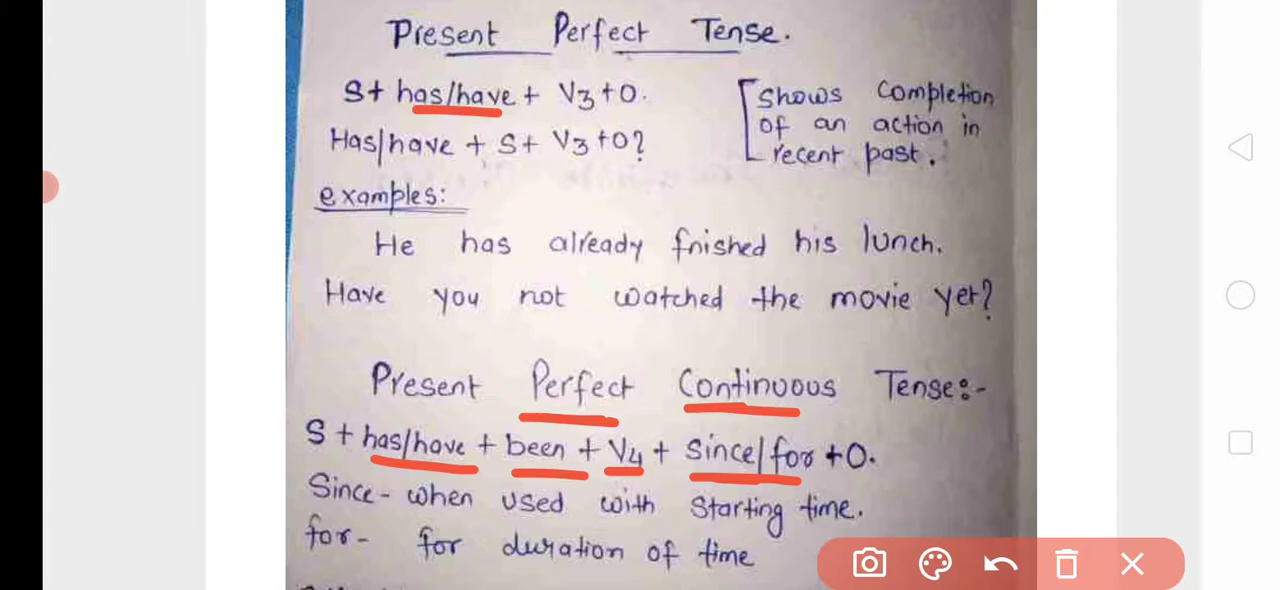 Present Perfect Tense.
S+ has/have + V3+O.
Has/have + S+ V3+O?
[Shows Completion
of an action in
recent past.
examples:
He has already fnished his lunch.
Have you not watched the movie yet?
Present Perfect Continuous Tense:-
S + has/have + been + V4 + Since/for +O.
Since - when used with starting time.
for - for duration of time